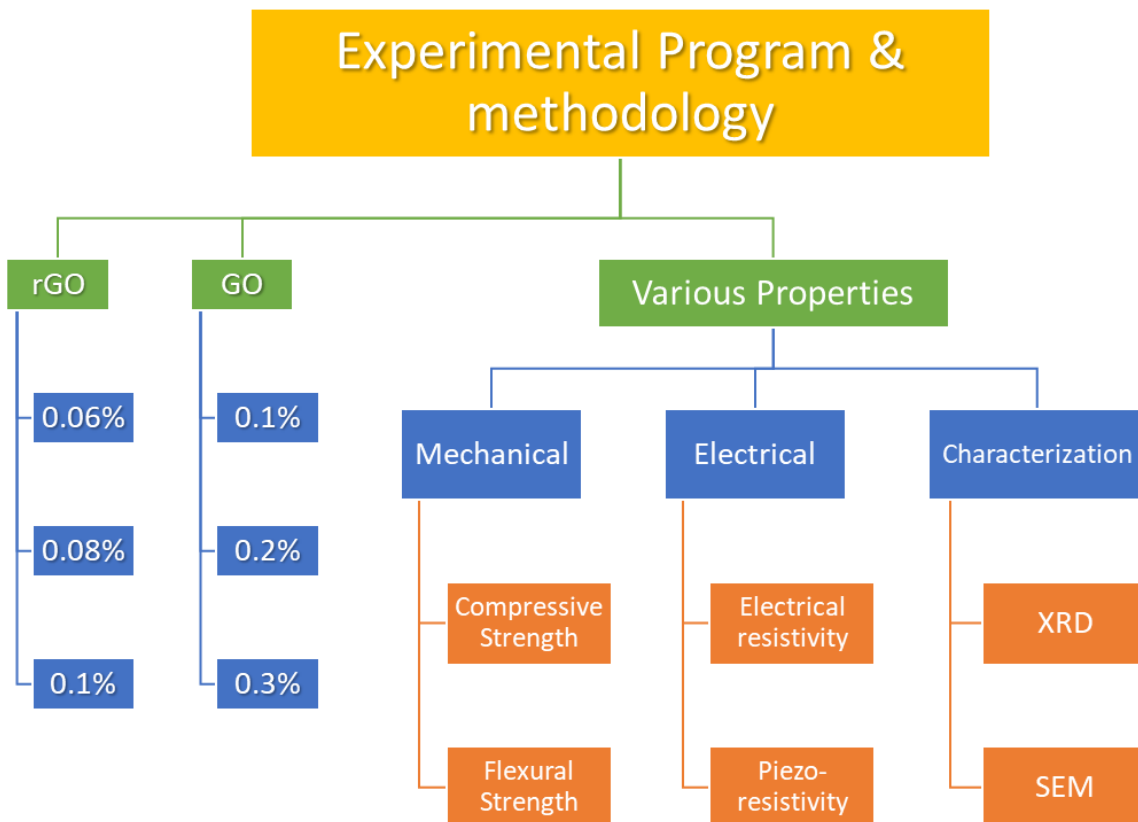 Experimental Program &
methodology
rGO
GO
Various Properties
0.06%
0.1%
Mechanical
Electrical
Characterization
0.08%
0.2%
Compressive
Strength
Electrical
resistivity
XRD
0.1%
0.3%
Flexural
Strength
Piezo-
resistivity
SEM